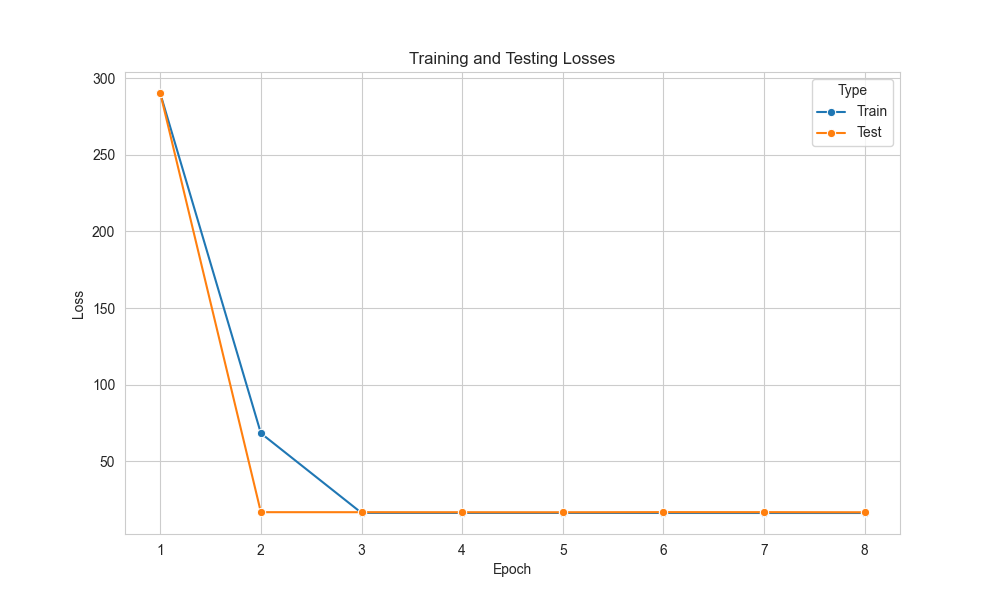 Training and Testing Losses
Type
Train
Test
300
250
200
150
100
50
Loss
1 2 3 4 5 6 7 8
Epoch